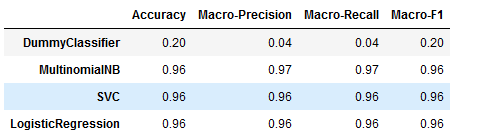 Accuracy Macro-Precision Macro-Recall Macro-F1
DummyClassifier 0.20 0.04 0.04 0.20
MultinomialNB 0.96 0.97 0.97 0.96
SVC 0.96 0.96 0.96 0.96
LogisticRegression 0.96 0.96 0.96 0.96